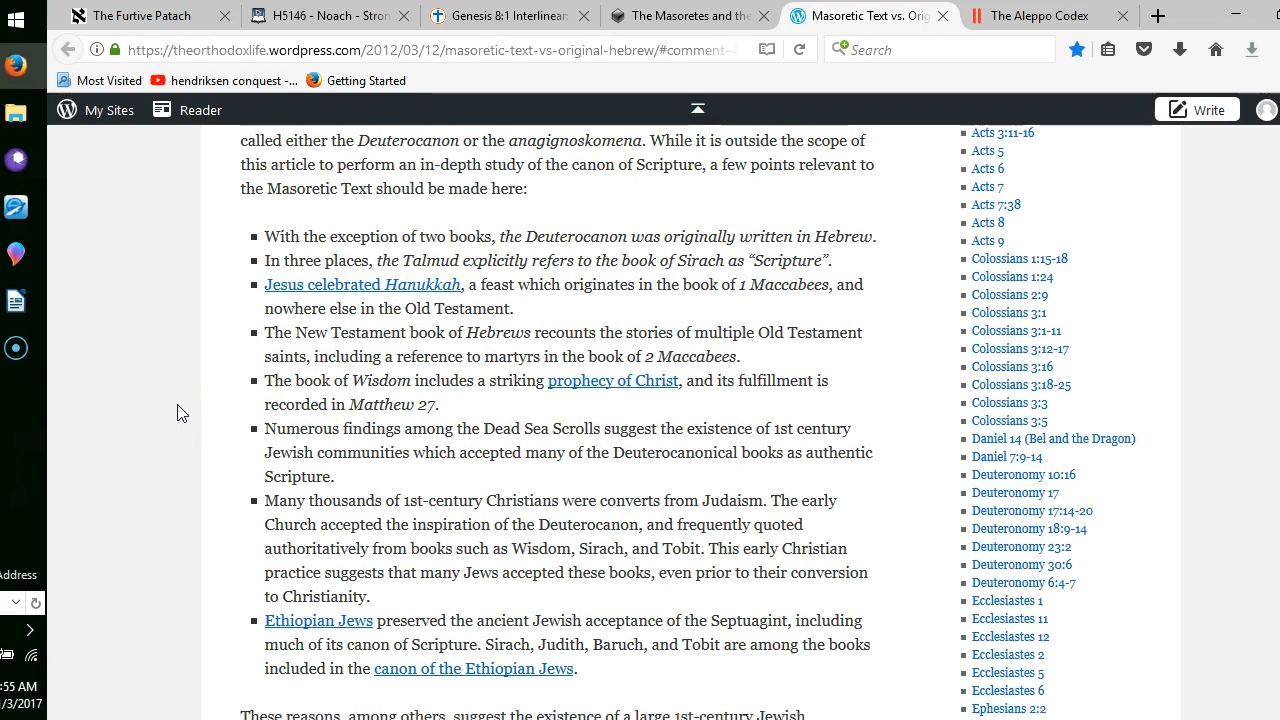 The Furtive Patach
H5146 - Noach - Stron
Genesis 8:1 Interlinear:
The Masoretes and the
Masoretic Text vs. Orig
The Aleppo Codex
https://theorthodoxlife.wordpress.com/2012/03/12/masoretic-text-vs-original-hebrew/#comment-
Search
Most Visited
hendriksen conquest -...
Getting Started
My Sites
Reader
Write
called either the Deuterocanon or the anagignoskomena. While it is outside the scope of
this article to perform an in-depth study of the canon of Scripture, a few points relevant to
the Masoretic Text should be made here:
With the exception of two books, the Deuterocanon was originally written in Hebrew.
In three places, the Talmud explicitly refers to the book of Sirach as “Scripture”.
Jesus celebrated Hanukkah, a feast which originates in the book of 1 Maccabees, and
nowhere else in the Old Testament.
The New Testament book of Hebrews recounts the stories of multiple Old Testament
saints, including a reference to martyrs in the book of 2 Maccabees.
The book of Wisdom includes a striking prophecy of Christ, and its fulfillment is
recorded in Matthew 27.
Numerous findings among the Dead Sea Scrolls suggest the existence of 1st century
Jewish communities which accepted many of the Deuterocanonical books as authentic
Scripture.
Many thousands of 1st-century Christians were converts from Judaism. The early
Church accepted the inspiration of the Deuterocanon, and frequently quoted
authoritatively from books such as Wisdom, Sirach, and Tobit. This early Christian
practice suggests that many Jews accepted these books, even prior to their conversion
to Christianity.
Ethiopian Jews preserved the ancient Jewish acceptance of the Septuagint, including
much of its canon of Scripture. Sirach, Judith, Baruch, and Tobit are among the books
included in the canon of the Ethiopian Jews.
These reasons, among others, suggest the existence of a large 1st-century Jewish
Acts 3:11-16
Acts 5
Acts 6
Acts 7
Acts 7:38
Acts 8
Acts 9
Colossians 1:15-18
Colossians 1:24
Colossians 2:9
Colossians 3:1
Colossians 3:1-11
Colossians 3:12-17
Colossians 3:16
Colossians 3:18-25
Colossians 3:3
Colossians 3:5
Daniel 14 (Bel and the Dragon)
Daniel 7:9-14
Deuteronomy 10:16
Deuteronomy 17
Deuteronomy 17:14-20
Deuteronomy 18:9-14
Deuteronomy 23:2
Deuteronomy 30:6
Deuteronomy 6:4-7
Ecclesiastes 1
Ecclesiastes 11
Ecclesiastes 12
Ecclesiastes 2
Ecclesiastes 5
Ecclesiastes 6
Ephesians 2:2
Address
:55 AM
1/3/2017